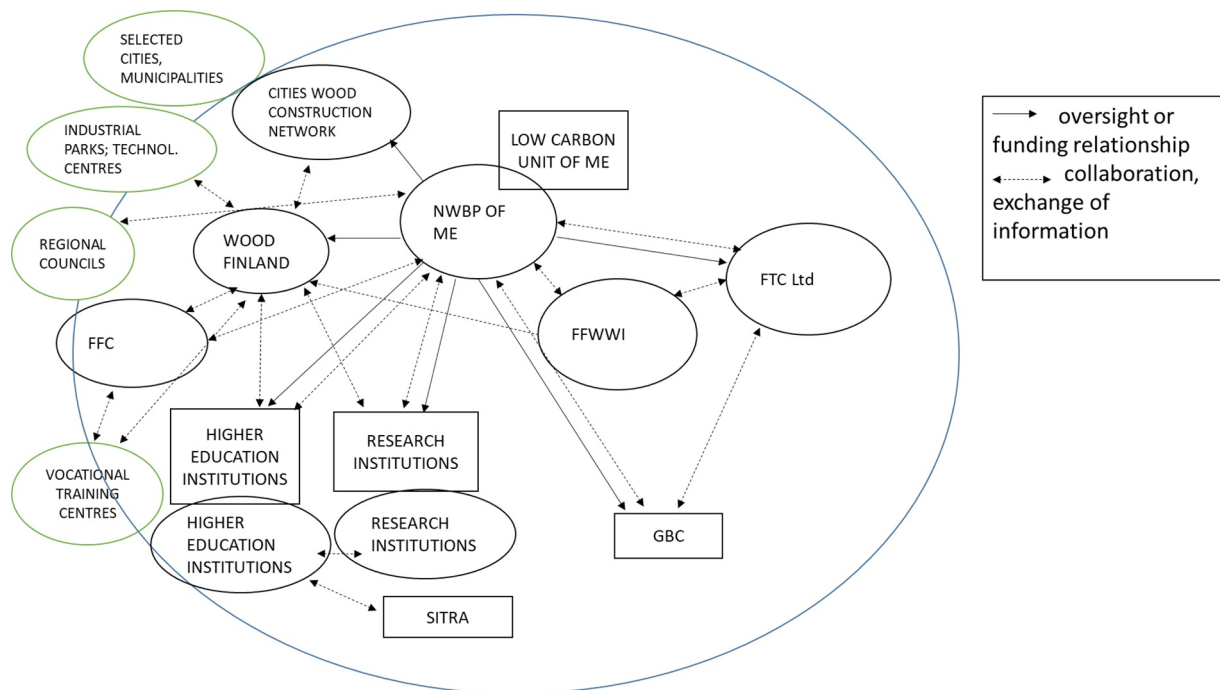 SELECTED
CITIES,
MUNICIPALITIES
CITIES WOOD
CONSTRUCTION
NETWORK
INDUSTRIAL
PARKS; TECHNOL.
CENTRES
LOW CARBON
UNIT OF ME
NWBP OF
ME
REGIONAL
COUNCILS
WOOD
FINLAND
FTC Ltd
FFC
FFWWI
HIGHER
EDUCATION
INSTITUTIONS
RESEARCH
INSTITUTIONS
VOCATIONAL
TRAINING
CENTRES
HIGHER
EDUCATION
INSTITUTIONS
RESEARCH
INSTITUTIONS
GBC
SITRA
oversight or
funding relationship
collaboration,
exchange of
information